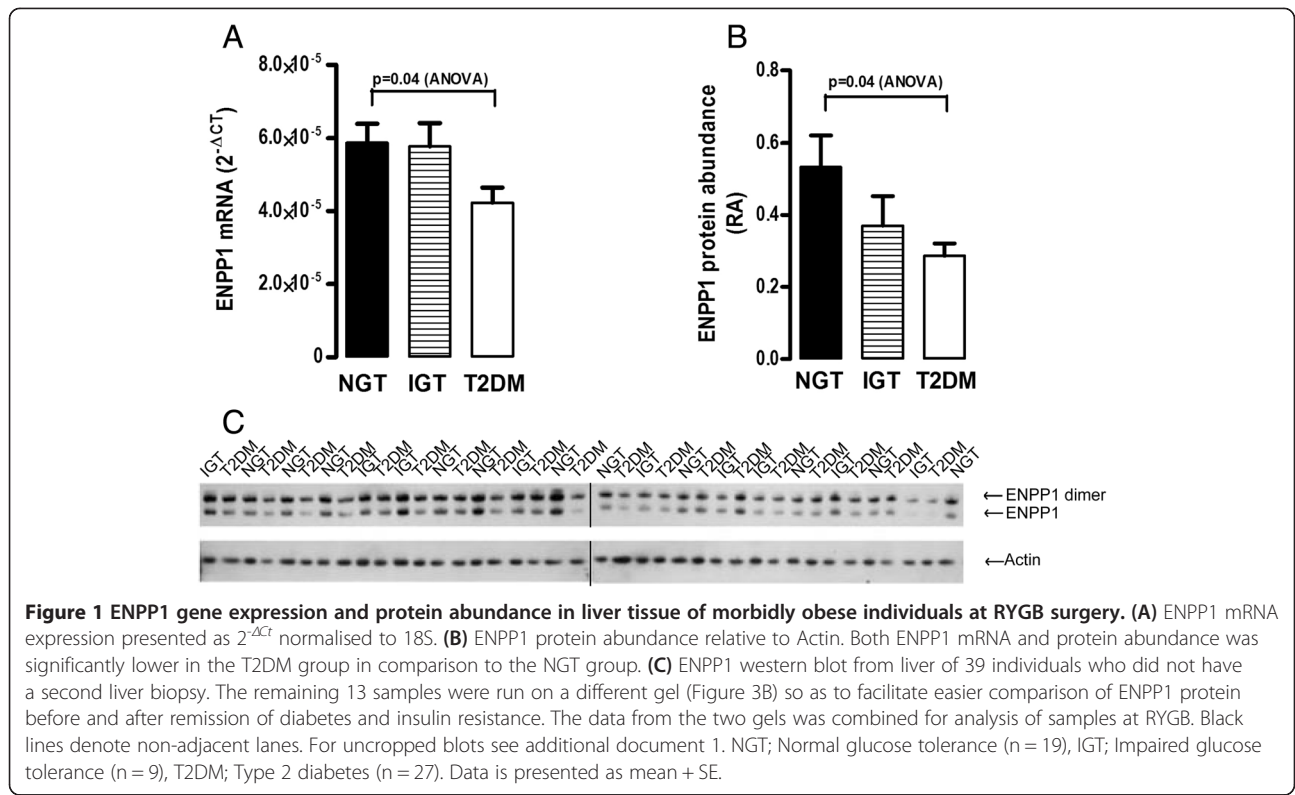 A
8.0×10⁻⁵
6.0×10⁻⁵
4.0×10⁻⁵
2.0×10⁻⁵
0
ENPP1 mRNA (2^-ΔCT)
p=0.04 (ANOVA)
NGT IGT T2DM
B
0.8
0.6
0.4
0.2
0.0
ENPP1 protein abundance
(RA)
p=0.04 (ANOVA)
NGT IGT T2DM
C
IGT T2DM NGT T2DM NGT T2DM NGT T2DM IGT T2DM IGT T2DM NGT T2DM NGT T2DM IGT T2DM NGT T2DM NGT T2DM IGT T2DM NGT T2DM IGT T2DM IGT T2DM NGT T2DM IGT T2DM NGT T2DM IGT T2DM NGT
←ENPP1 dimer
←ENPP1
←Actin
Figure 1 ENPP1 gene expression and protein abundance in liver tissue of morbidly obese individuals at RYGB surgery. (A) ENPP1 mRNA
expression presented as 2^-ΔCt normalised to 18S. (B) ENPP1 protein abundance relative to Actin. Both ENPP1 mRNA and protein abundance was
significantly lower in the T2DM group in comparison to the NGT group. (C) ENPP1 western blot from liver of 39 individuals who did not have
a second liver biopsy. The remaining 13 samples were run on a different gel (Figure 3B) so as to facilitate easier comparison of ENPP1 protein
before and after remission of diabetes and insulin resistance. The data from the two gels was combined for analysis of samples at RYGB. Black
lines denote non-adjacent lanes. For uncropped blots see additional document 1. NGT; Normal glucose tolerance (n = 19), IGT; Impaired glucose
tolerance (n = 9), T2DM; Type 2 diabetes (n = 27). Data is presented as mean + SE.